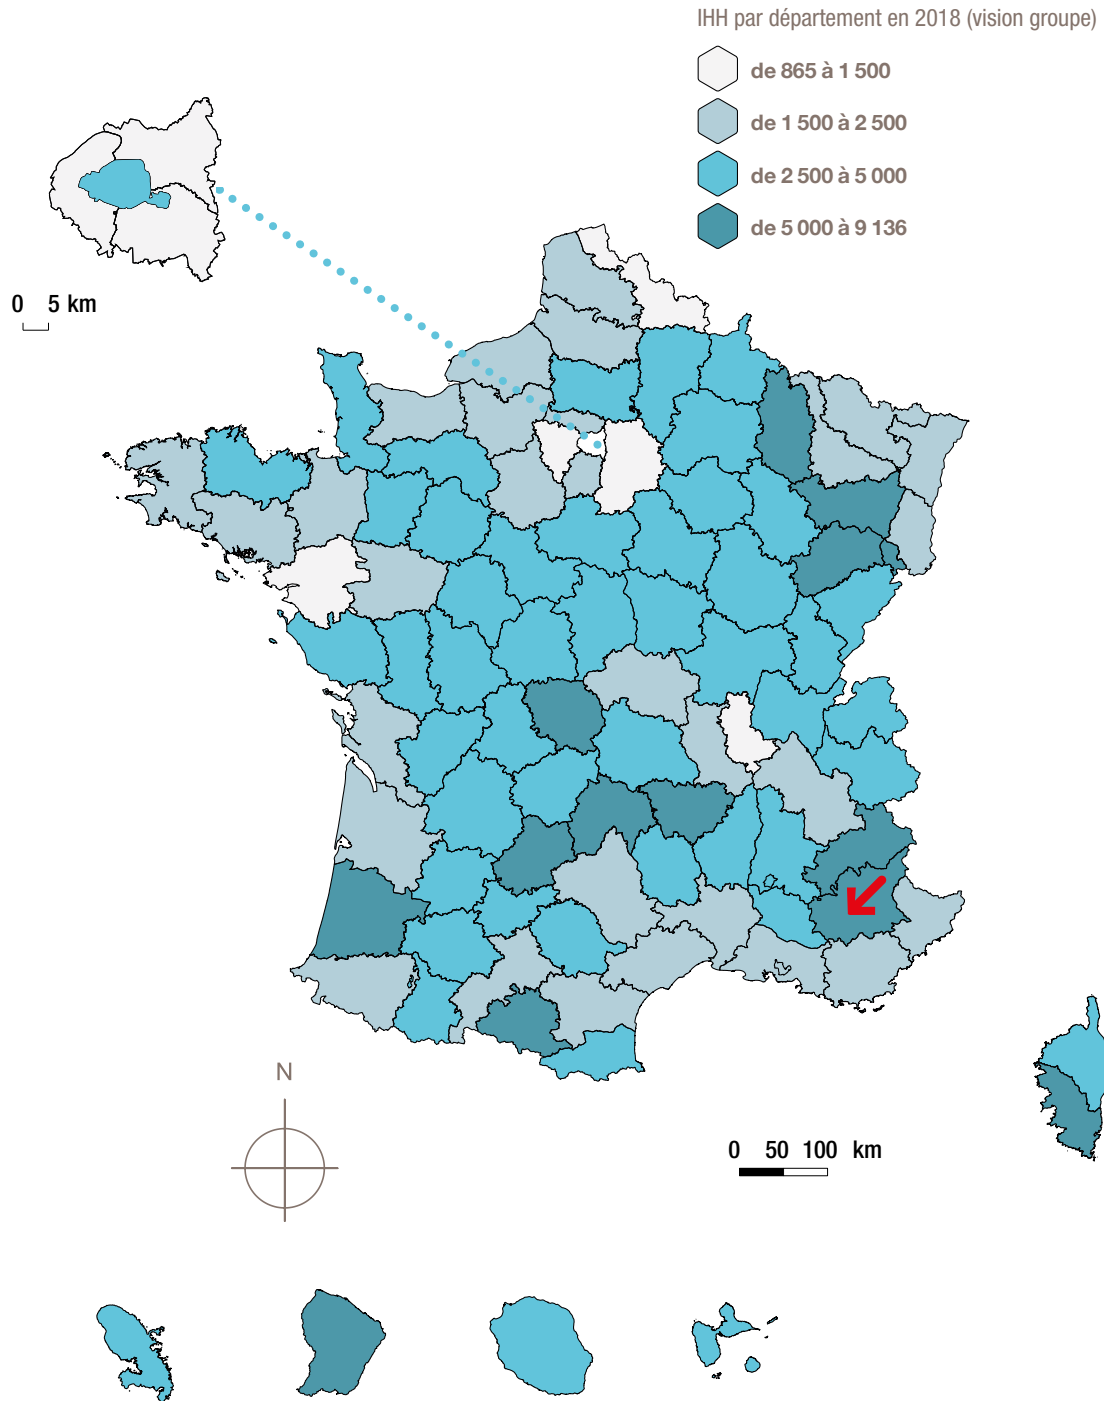 IHH par département en 2018 (vision groupe)
de 865 à 1 500
de 1 500 à 2 500
de 2 500 à 5 000
de 5 000 à 9 136
0 5 km
N
0 50 100 km